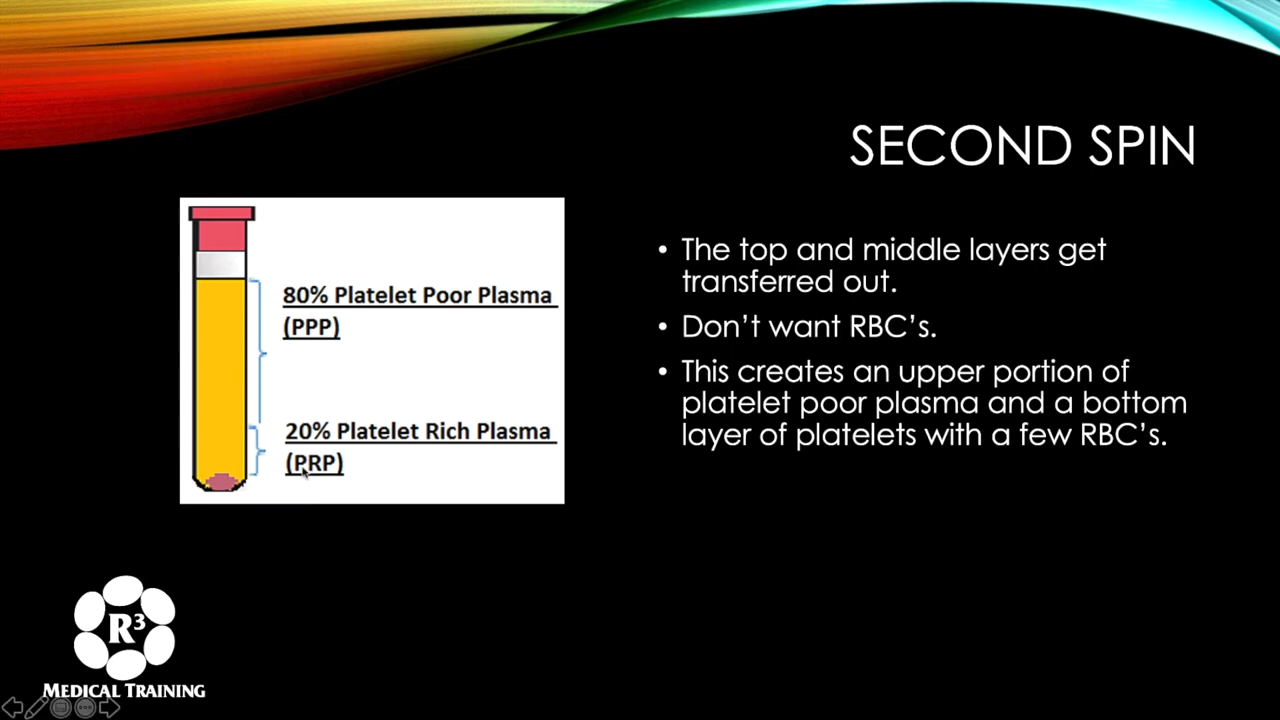 SECOND SPIN
80% Platelet Poor Plasma
(PPP)
20% Platelet Rich Plasma
(PRP)
• The top and middle layers get
transferred out.
• Don’t want RBC’s.
• This creates an upper portion of
platelet poor plasma and a bottom
layer of platelets with a few RBC’s.
R³
MEDICAL TRAINING